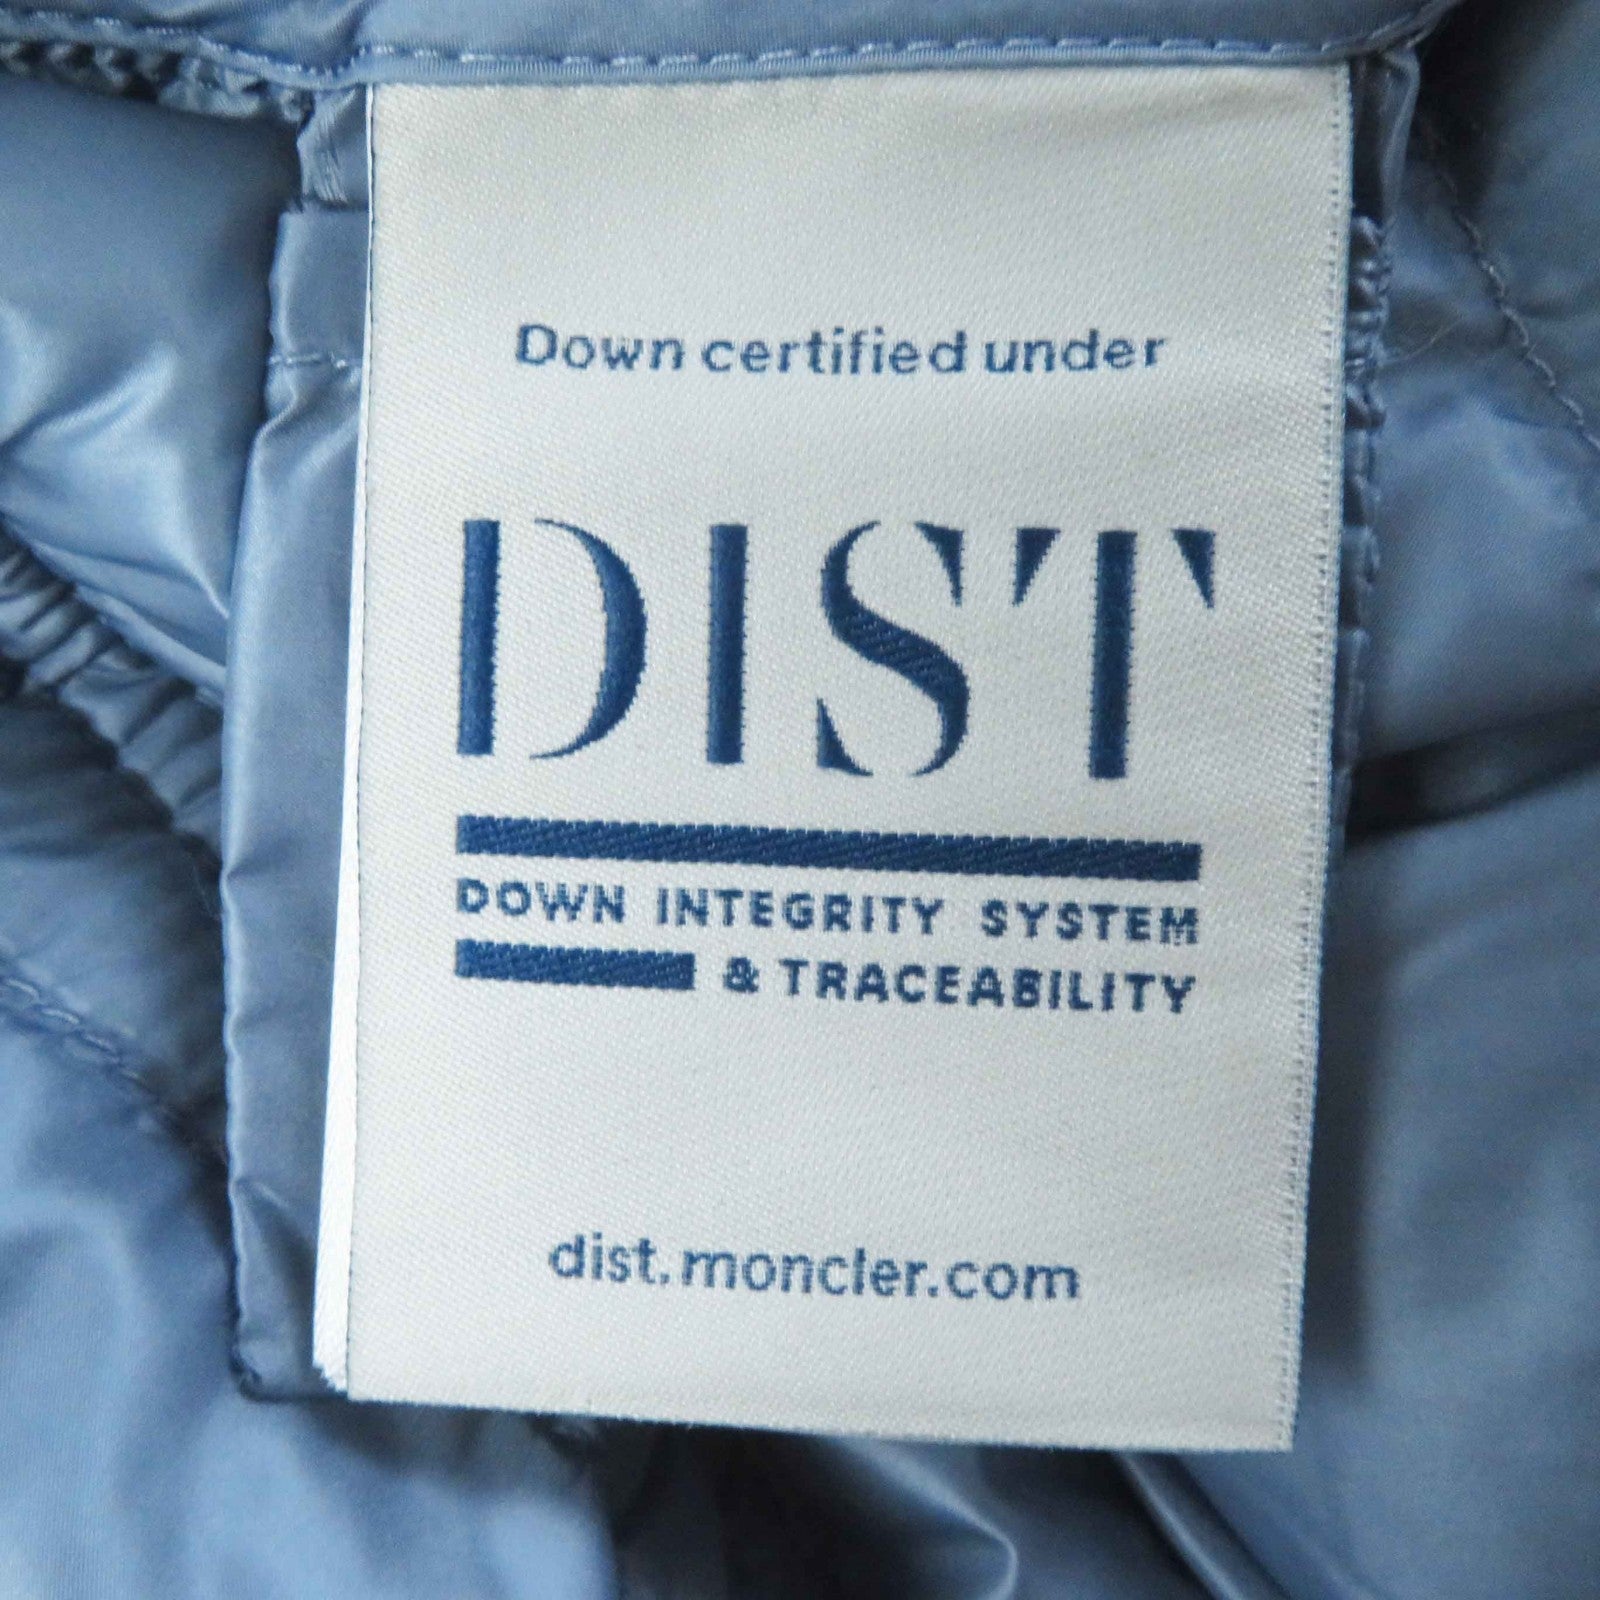 Down certified under
DIST
DOWN INTEGRITY SYSTEM
& TRACEABILITY
dist.moncler.com